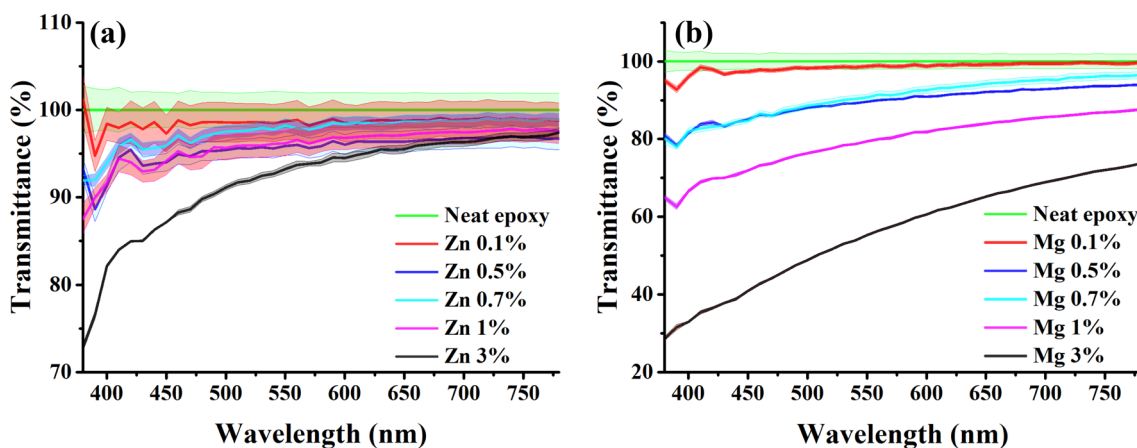 (a)
Transmittance (%)
110
100
90
80
70
400 450 500 550 600 650 700 750
Wavelength (nm)
Neat epoxy
Zn 0.1%
Zn 0.5%
Zn 0.7%
Zn 1%
Zn 3%
(b)
Transmittance (%)
100
80
60
40
20
400 450 500 550 600 650 700 750
Wavelength (nm)
Neat epoxy
Mg 0.1%
Mg 0.5%
Mg 0.7%
Mg 1%
Mg 3%